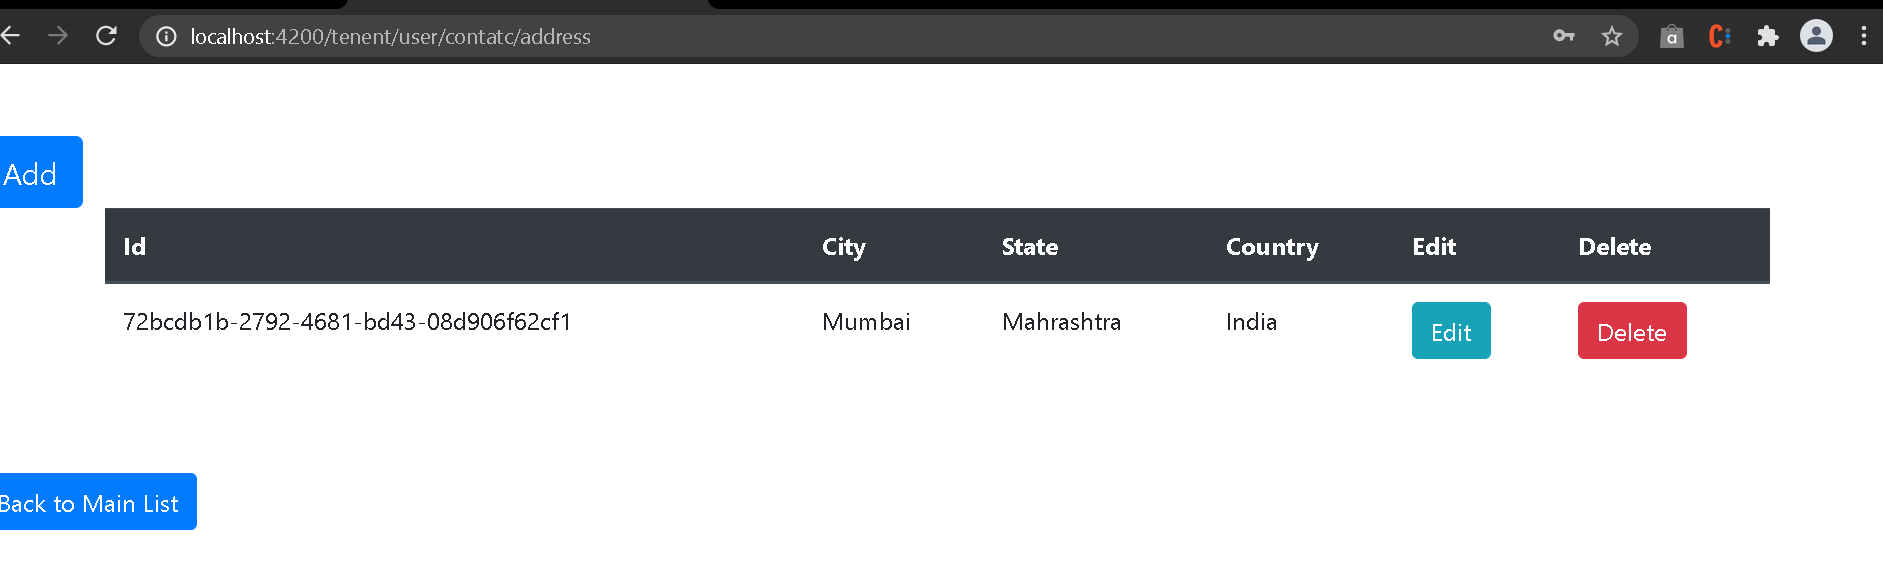 localhost:4200/tenent/user/contatc/address
Add
Id City State Country Edit Delete
72bcdb1b-2792-4681-bd43-08d906f62cf1 Mumbai Mahrashtra India Edit Delete
Back to Main List